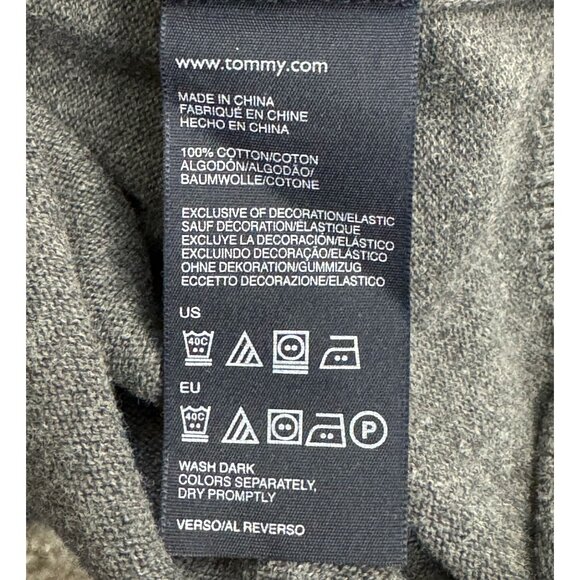 www.tommy.com
MADE IN CHINA
FABRIQUÉ EN CHINE
HECHO EN CHINA
100% COTTON/COTON
ALGODÓN/ALGODÃO/
BAUMWOLLE/COTONE
EXCLUSIVE OF DECORATION/ELASTIC
SAUF DÉCORATION/ÉLASTIQUE
EXCLUYE LA DECORACIÓN/ELÁSTICO
EXCLUINDO DECORAÇÃO/ELÁSTICO
OHNE DEKORATION/GUMMIZUG
ECCETTO DECORAZIONE/ELASTICO
US
40C
EU
40C P
WASH DARK
COLORS SEPARATELY,
DRY PROMPTLY
VERSO/AL REVERSO